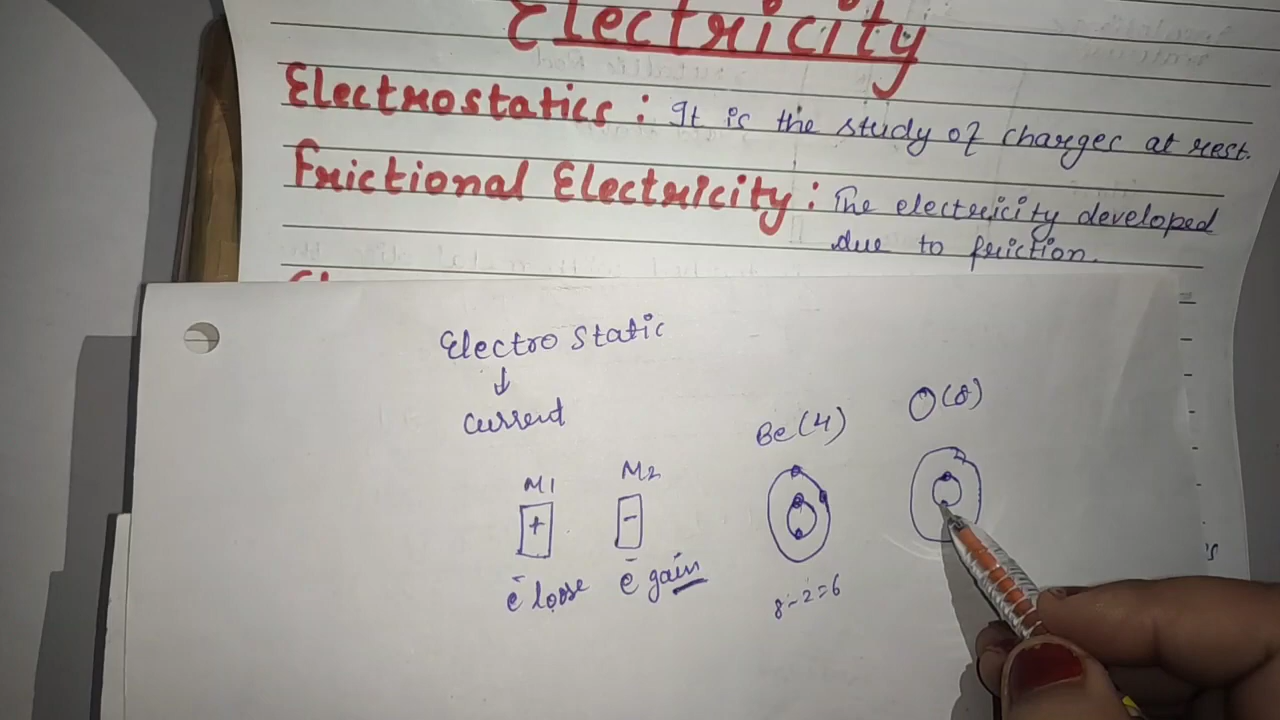 Electricity
Electrostatics : It is the study of charges at rest.
Frictional Electricity : The electricity developed
due to friction.
Electro Static
↓
current
O(8)
Be(4)
M1 M2
+ -
ē loose ē gain
8-2=6